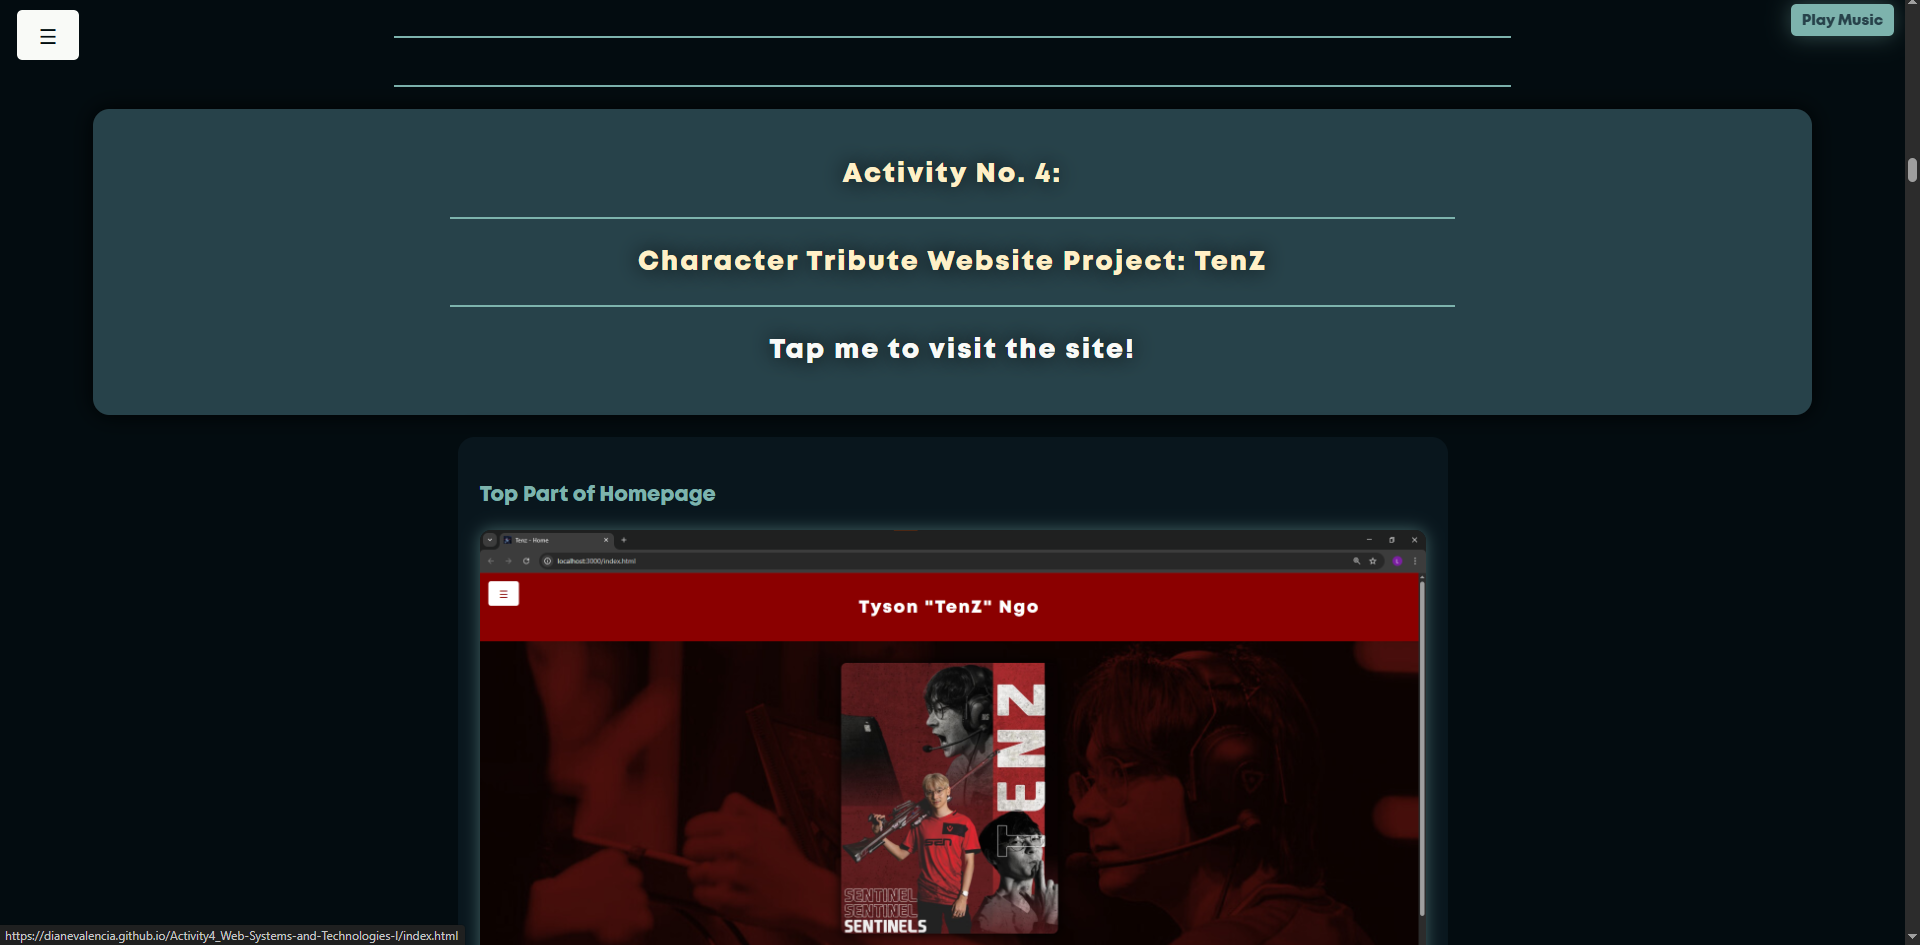 ☰
Play Music
Activity No. 4:
Character Tribute Website Project: TenZ
Tap me to visit the site!
Top Part of Homepage
Tenz - Home
localhost:3000/index.html
☰
Tyson "TenZ" Ngo
TENZ
SEN
SENTINEL
SENTINEL
SENTINELS
https://dianevalencia.github.io/Activity4_Web-Systems-and-Technologies-I/index.html